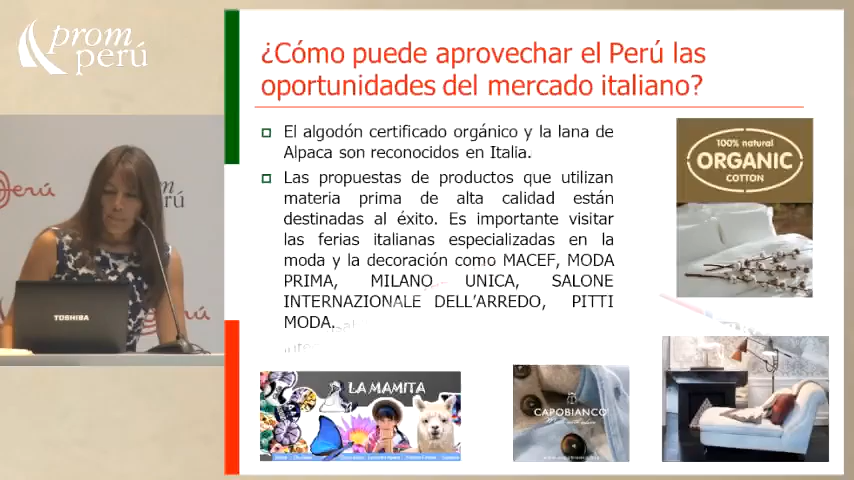 prom
perú
¿Cómo puede aprovechar el Perú las
oportunidades del mercado italiano?
El algodón certificado orgánico y la lana de
Alpaca son reconocidos en Italia.
Las propuestas de productos que utilizan
materia prima de alta calidad están
destinadas al éxito. Es importante visitar
las ferias italianas especializadas en la
moda y la decoración como MACEF, MODA
PRIMA, MILANO UNICA, SALONE
INTERNAZIONALE DELL'ARREDO, PITTI
MODA.
100% natural
ORGANIC
COTTON
Perú
rú
TOSHIBA
LA MAMITA
CAPOBIANCO